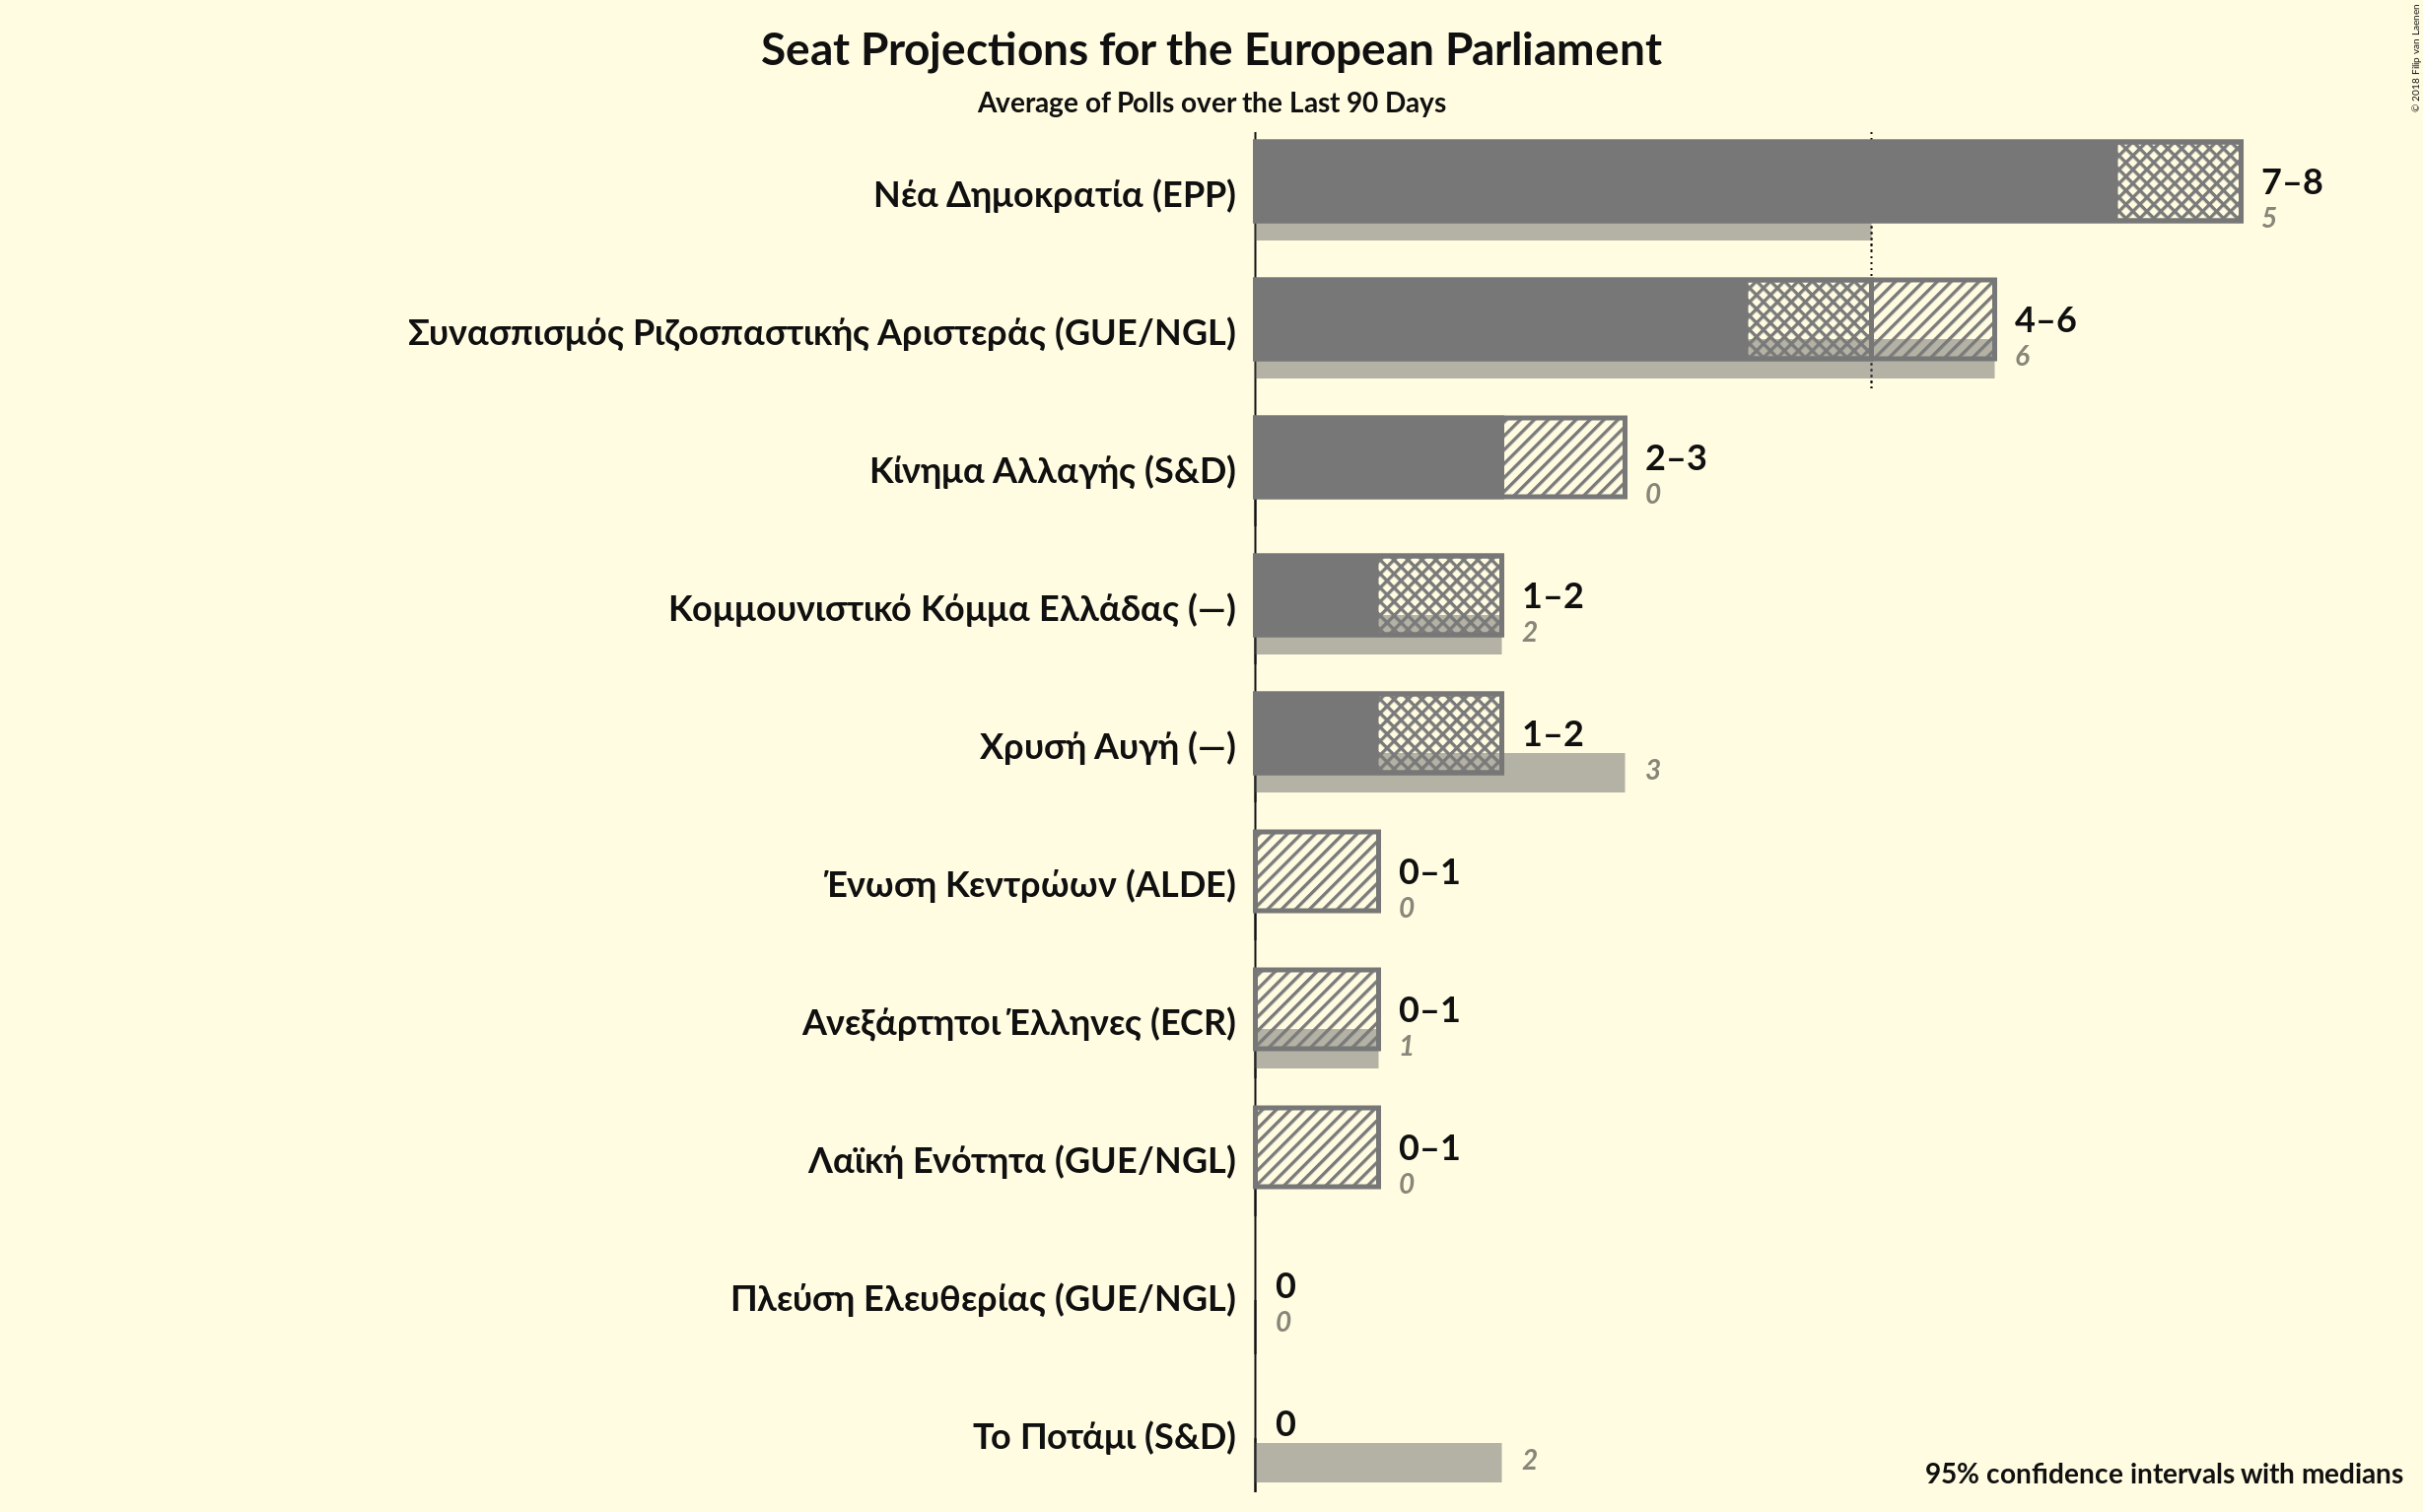 Seat Projections for the European Parliament
Average of Polls over the Last 90 Days
© 2018 Filip van Laenen
Νέα Δημοκρατία (EPP)
7–8
5
Συνασπισμός Ριζοσπαστικής Αριστεράς (GUE/NGL)
4–6
6
Κίνημα Αλλαγής (S&D)
2–3
0
Κομμουνιστικό Κόμμα Ελλάδας (—)
1–2
2
Χρυσή Αυγή (—)
1–2
3
Ένωση Κεντρώων (ALDE)
0–1
0
Ανεξάρτητοι Έλληνες (ECR)
0–1
1
Λαϊκή Ενότητα (GUE/NGL)
0–1
0
Πλεύση Ελευθερίας (GUE/NGL)
0
0
Το Ποτάμι (S&D)
0
2
95% confidence intervals with medians